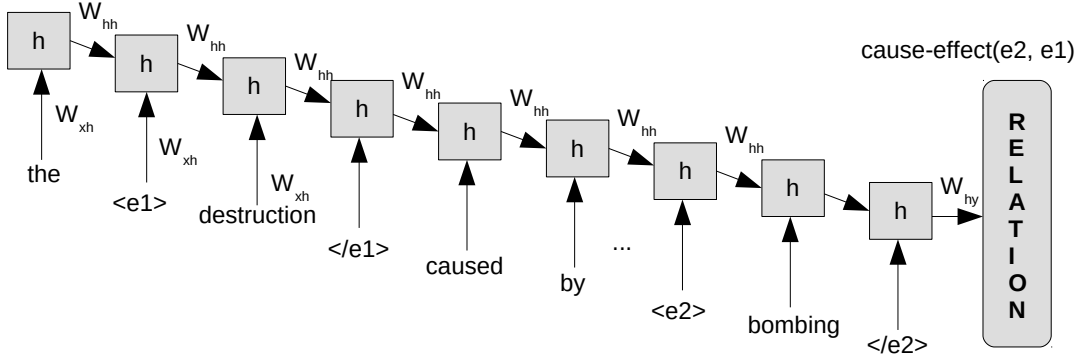 W_hh
h
W_hh
h
W_hh
h
W_hh
h
W_hh
h
W_hh
h
W_hh
h
h
h
cause-effect(e2, e1)
W_xh
W_xh
W_xh
W_hy
RELATION
the
<e1>
destruction
</e1>
caused
by
...
<e2>
bombing
</e2>